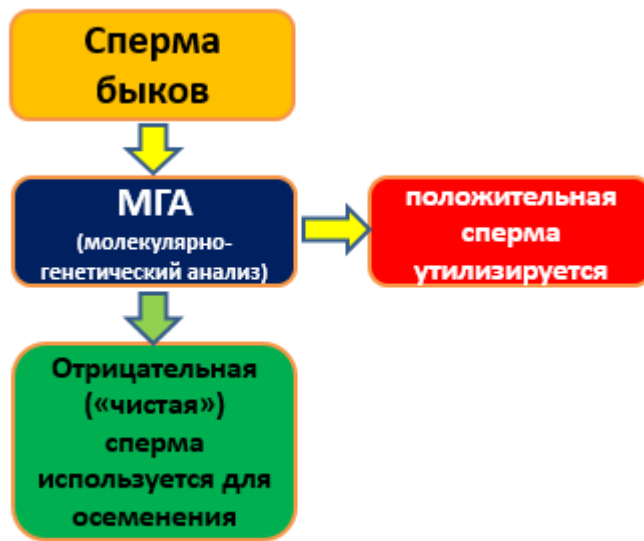 Сперма
быков
МГА
(молекулярно-
генетический анализ)
положительная
сперма
утилизируется
Отрицательная
(«чистая»)
сперма
используется для
осеменения